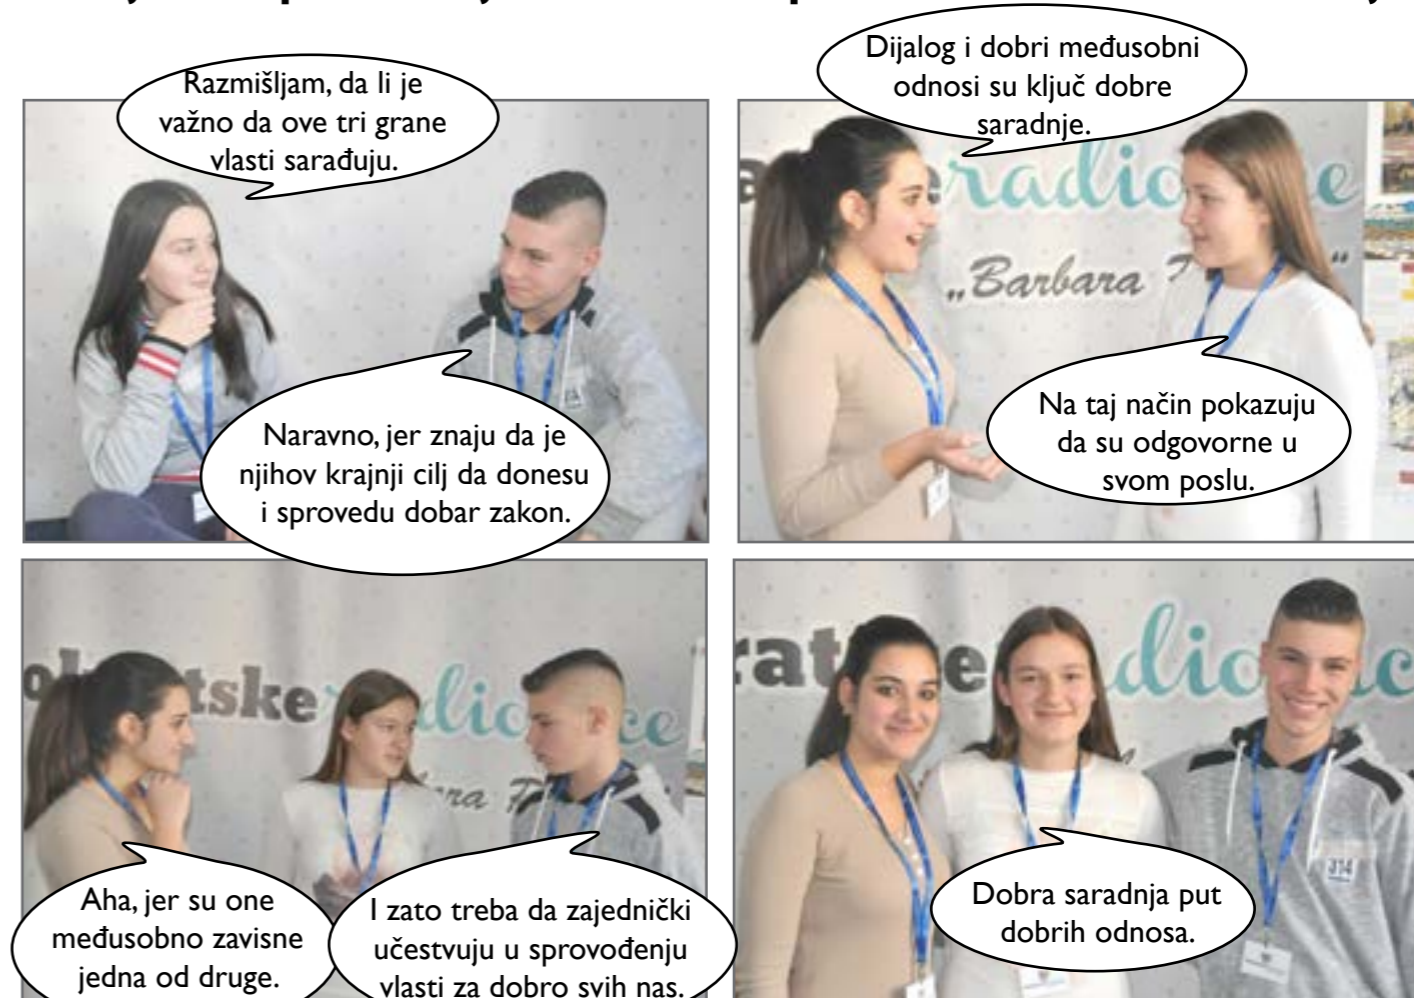 Razmišljam, da li je
važno da ove tri grane
vlasti sarađuju.
Naravno, jer znaju da je
njihov krajnji cilj da donesu
i sprovedu dobar zakon.
Dijalog i dobri međusobni
odnosi su ključ dobre
saradnje.
„Barbara
Na taj način pokazuju
da su odgovorne u
svom poslu.
Aha, jer su one
međusobno zavisne
jedna od druge.
I zato treba da zajednički
učestvuju u sprovođenju
vlasti za dobro svih nas.
Dobra saradnja put
dobrih odnosa.
314